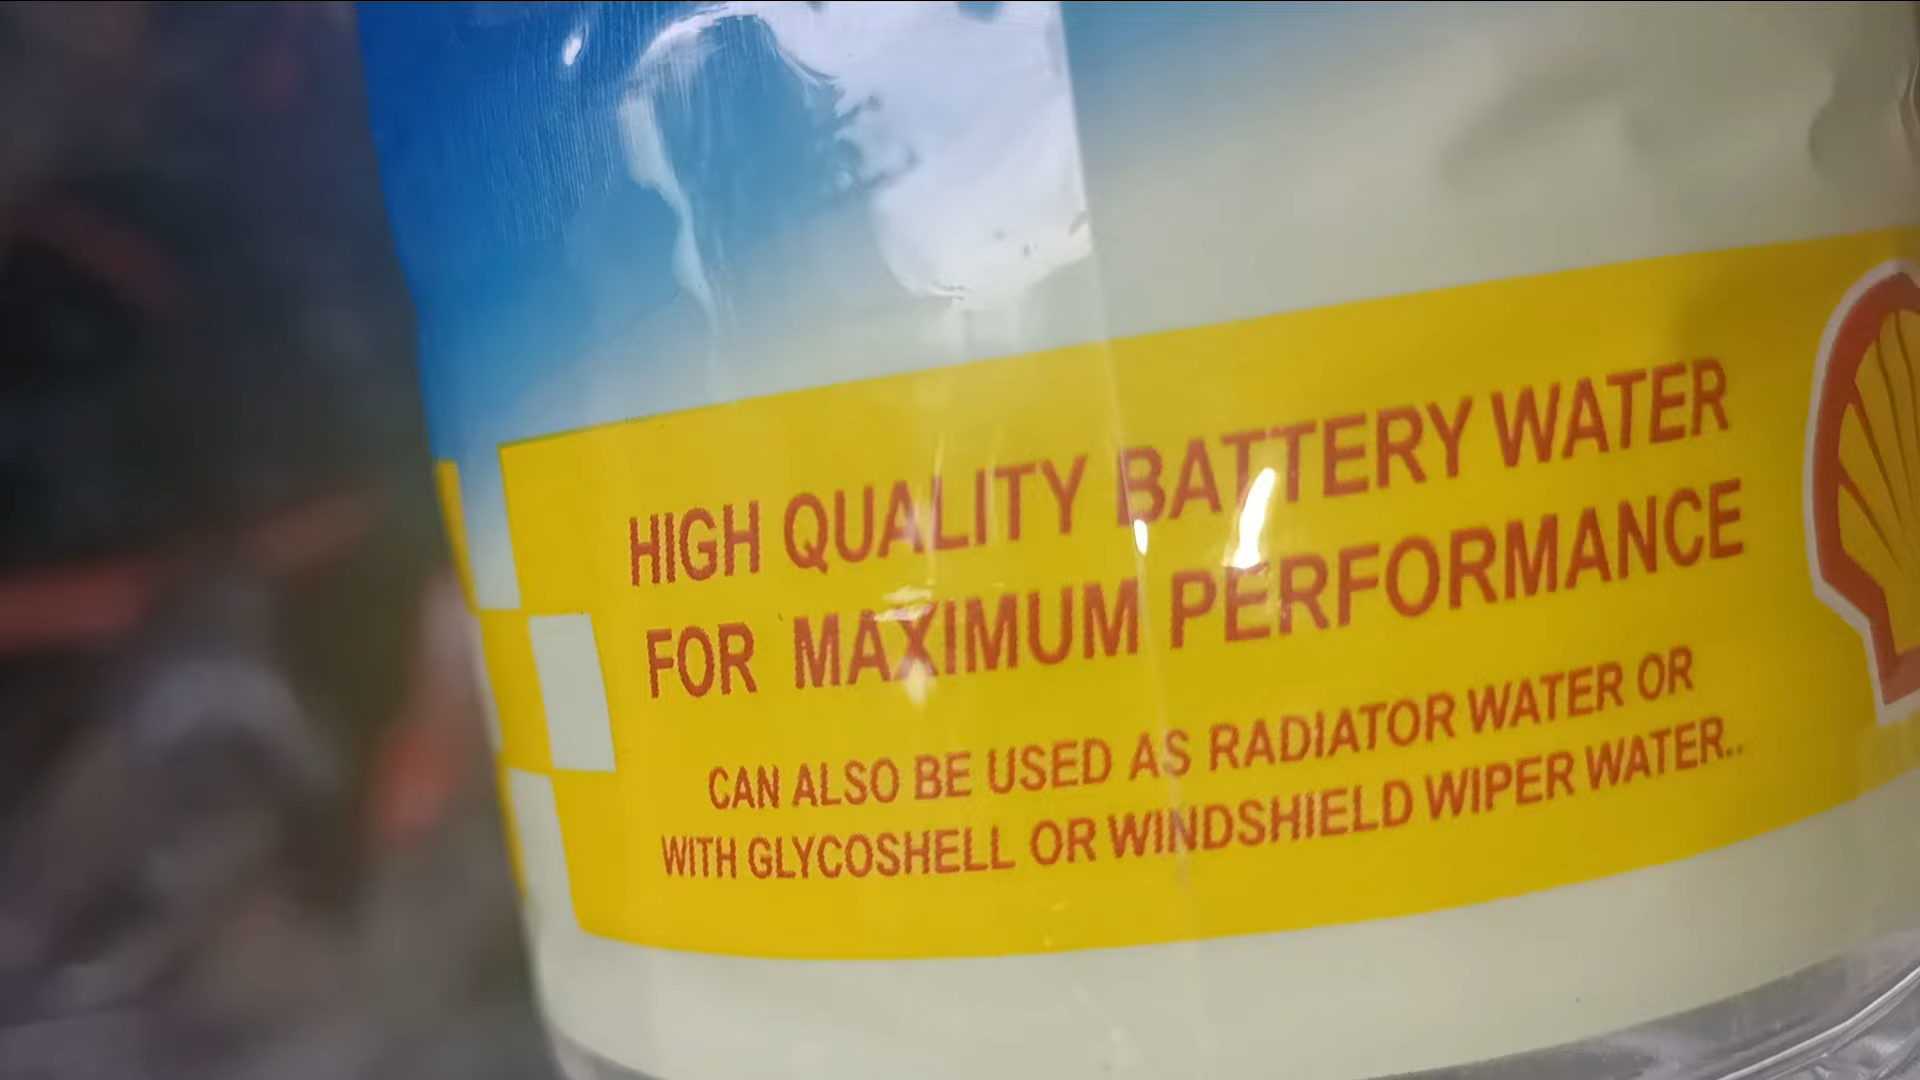 HIGH QUALITY BATTERY WATER
FOR MAXIMUM PERFORMANCE
CAN ALSO BE USED AS RADIATOR WATER OR
WITH GLYCOSHELL OR WINDSHIELD WIPER WATER..